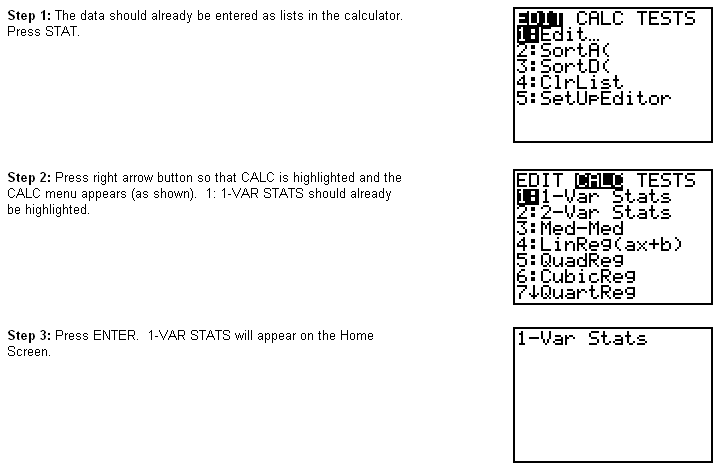 Step 1: The data should already be entered as lists in the calculator.
Press STAT.
EDIT CALC TESTS
1:Edit…
2:SortA(
3:SortD(
4:ClrList
5:SetUpEditor
Step 2: Press right arrow button so that CALC is highlighted and the
CALC menu appears (as shown).  1: 1-VAR STATS should already
be highlighted.
EDIT CALC TESTS
1:1-Var Stats
2:2-Var Stats
3:Med-Med
4:LinReg(ax+b)
5:QuadReg
6:CubicReg
7↓QuartReg
Step 3: Press ENTER.  1-VAR STATS will appear on the Home
Screen.
1-Var Stats